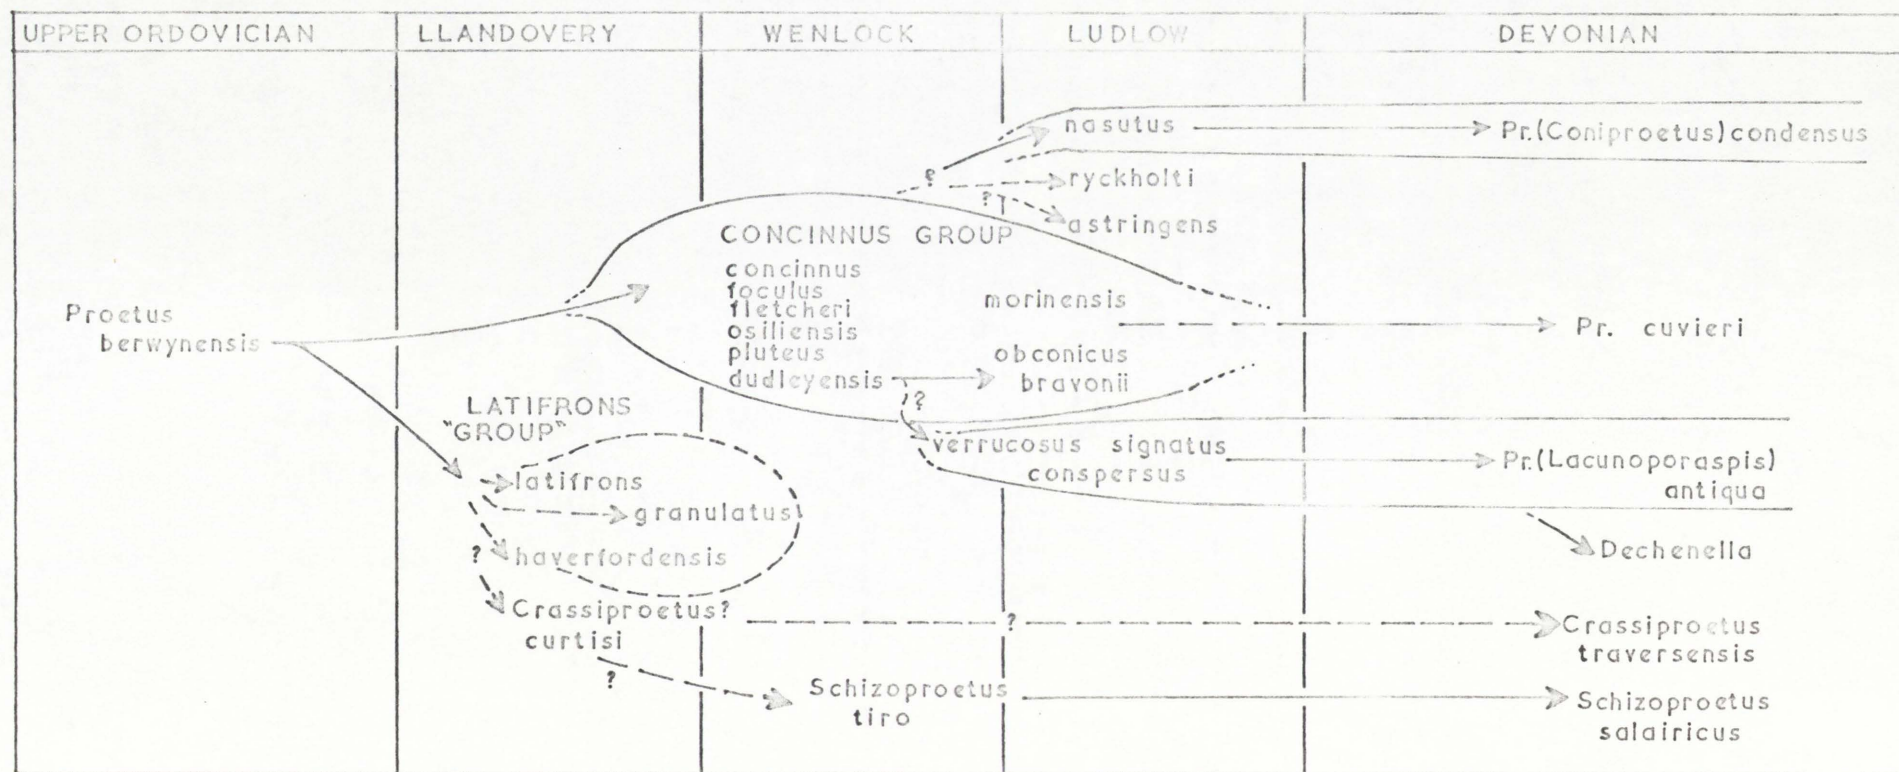 UPPER ORDOVICIAN
LLANDOVERY
WENLOCK
LUDLOW
DEVONIAN
nasutus
Pr.(Coniproetus)condensus
?
ryckholti
?
astringens
CONCINNUS GROUP
concinnus
foculus
fletcheri
osiliensis
pluteus
dudleyensis
morinensis
obconicus
bravonii
Pr. cuvieri
Proetus
berwynensis
?
LATIFRONS
"GROUP"
verrucosus signatus
conspersus
Pr.(Lacunoporaspis)
antiqua
latifrons
granulatus
?
haverfordensis
Dechenella
Crassiproetus?
curtisi
?
Crassiproetus
traversensis
?
Schizoproetus
tiro
Schizoproetus
salairicus